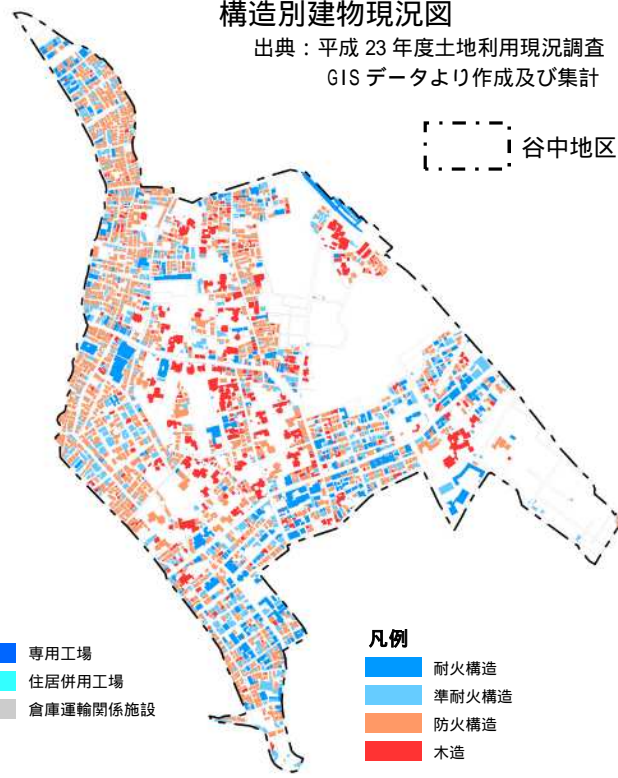 構造別建物現況図
出典：平成 23 年度土地利用現況調査
GIS データより作成及び集計
谷中地区
専用工場
住居併用工場
倉庫運輸関係施設
凡例
耐火構造
準耐火構造
防火構造
木造